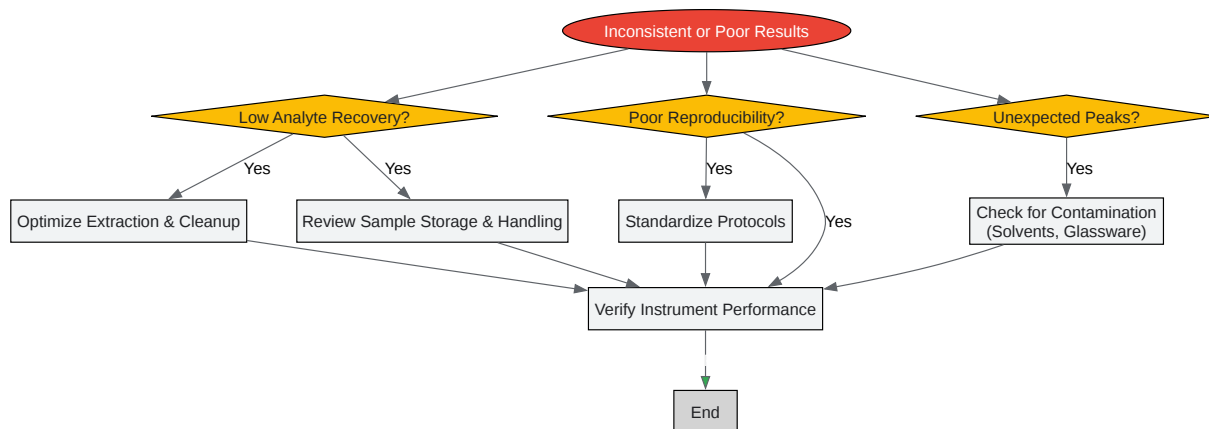 Inconsistent or Poor Results
Low Analyte Recovery?
Poor Reproducibility?
Unexpected Peaks?
Yes
Yes
Yes
Yes
Optimize Extraction & Cleanup
Review Sample Storage & Handling
Standardize Protocols
Yes
Check for Contamination
(Solvents, Glassware)
Verify Instrument Performance
End